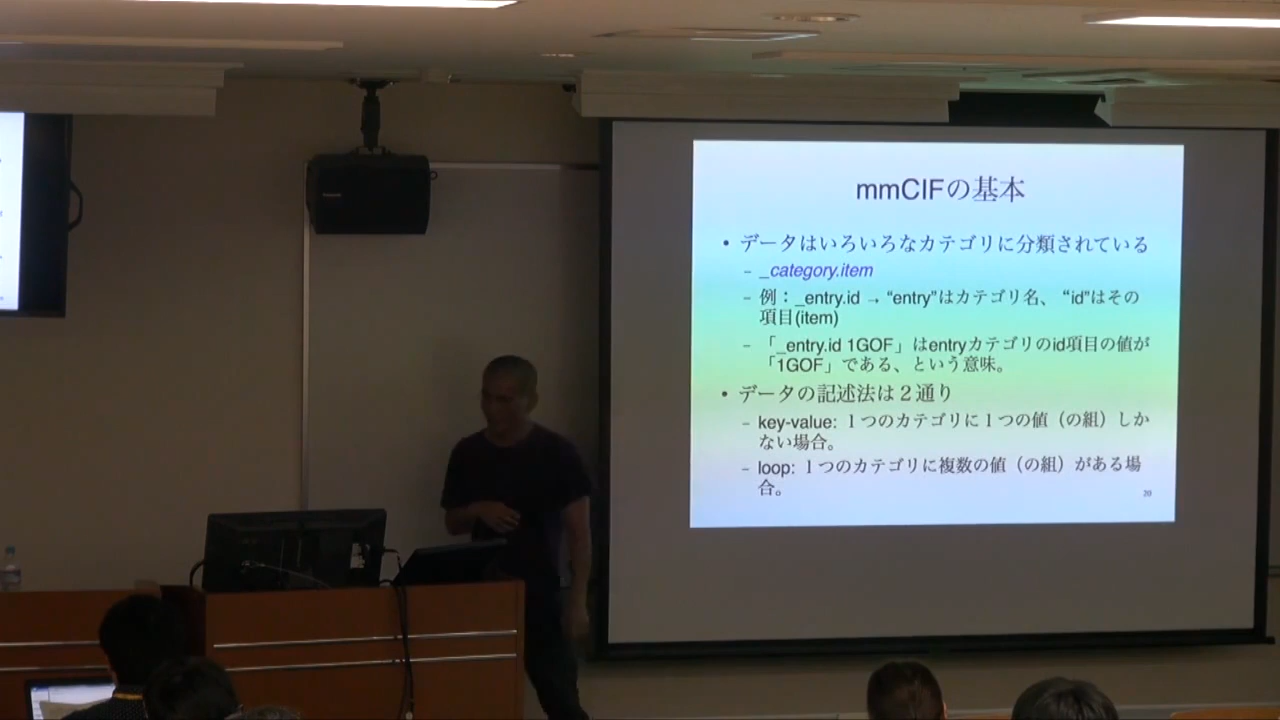 mmCIFの基本
• データはいろいろなカテゴリに分類されている
– _category.item
– 例：_entry.id → “entry”はカテゴリ名、“id”はその
項目(item)
– 「_entry.id 1GOF」はentryカテゴリのid項目の値が
「1GOF」である、という意味。
• データの記述法は２通り
– key-value: １つのカテゴリに１つの値（の組）しか
ない場合。
– loop: １つのカテゴリに複数の値（の組）がある場
合。
20